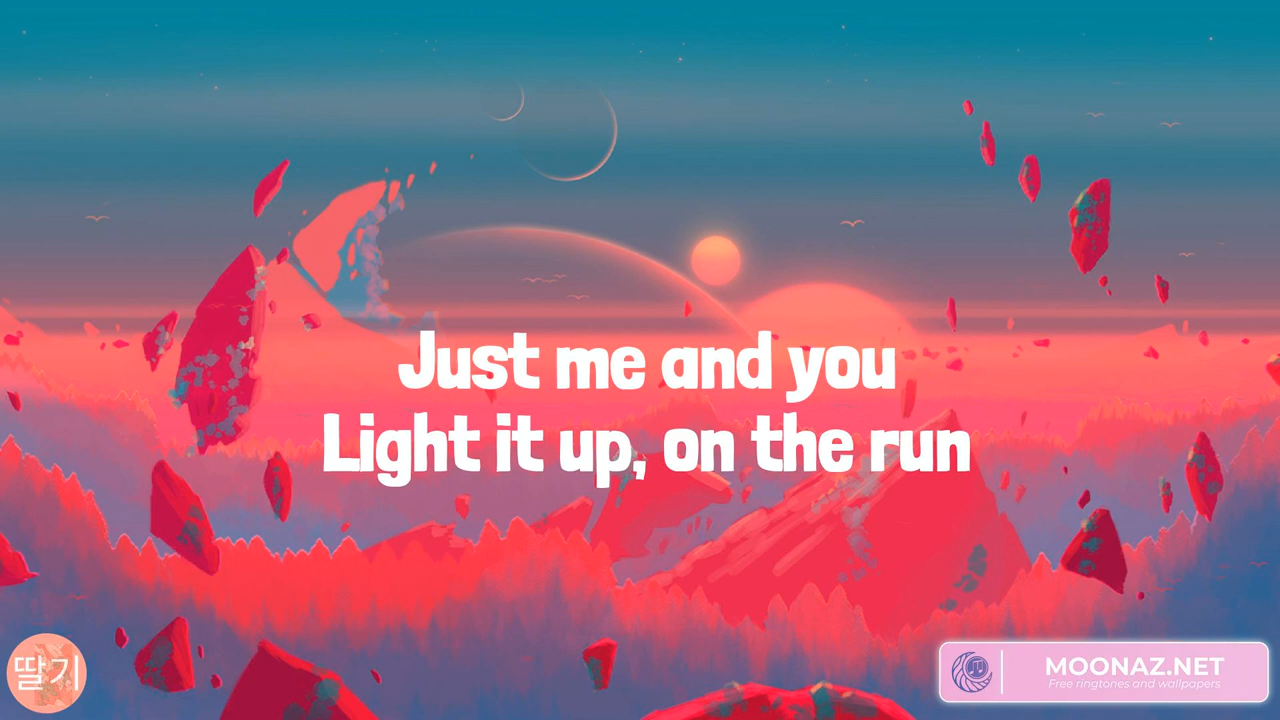 Just me and you
Light it up, on the run
딸기
MOONAZ.NET
Free ringtones and wallpapers